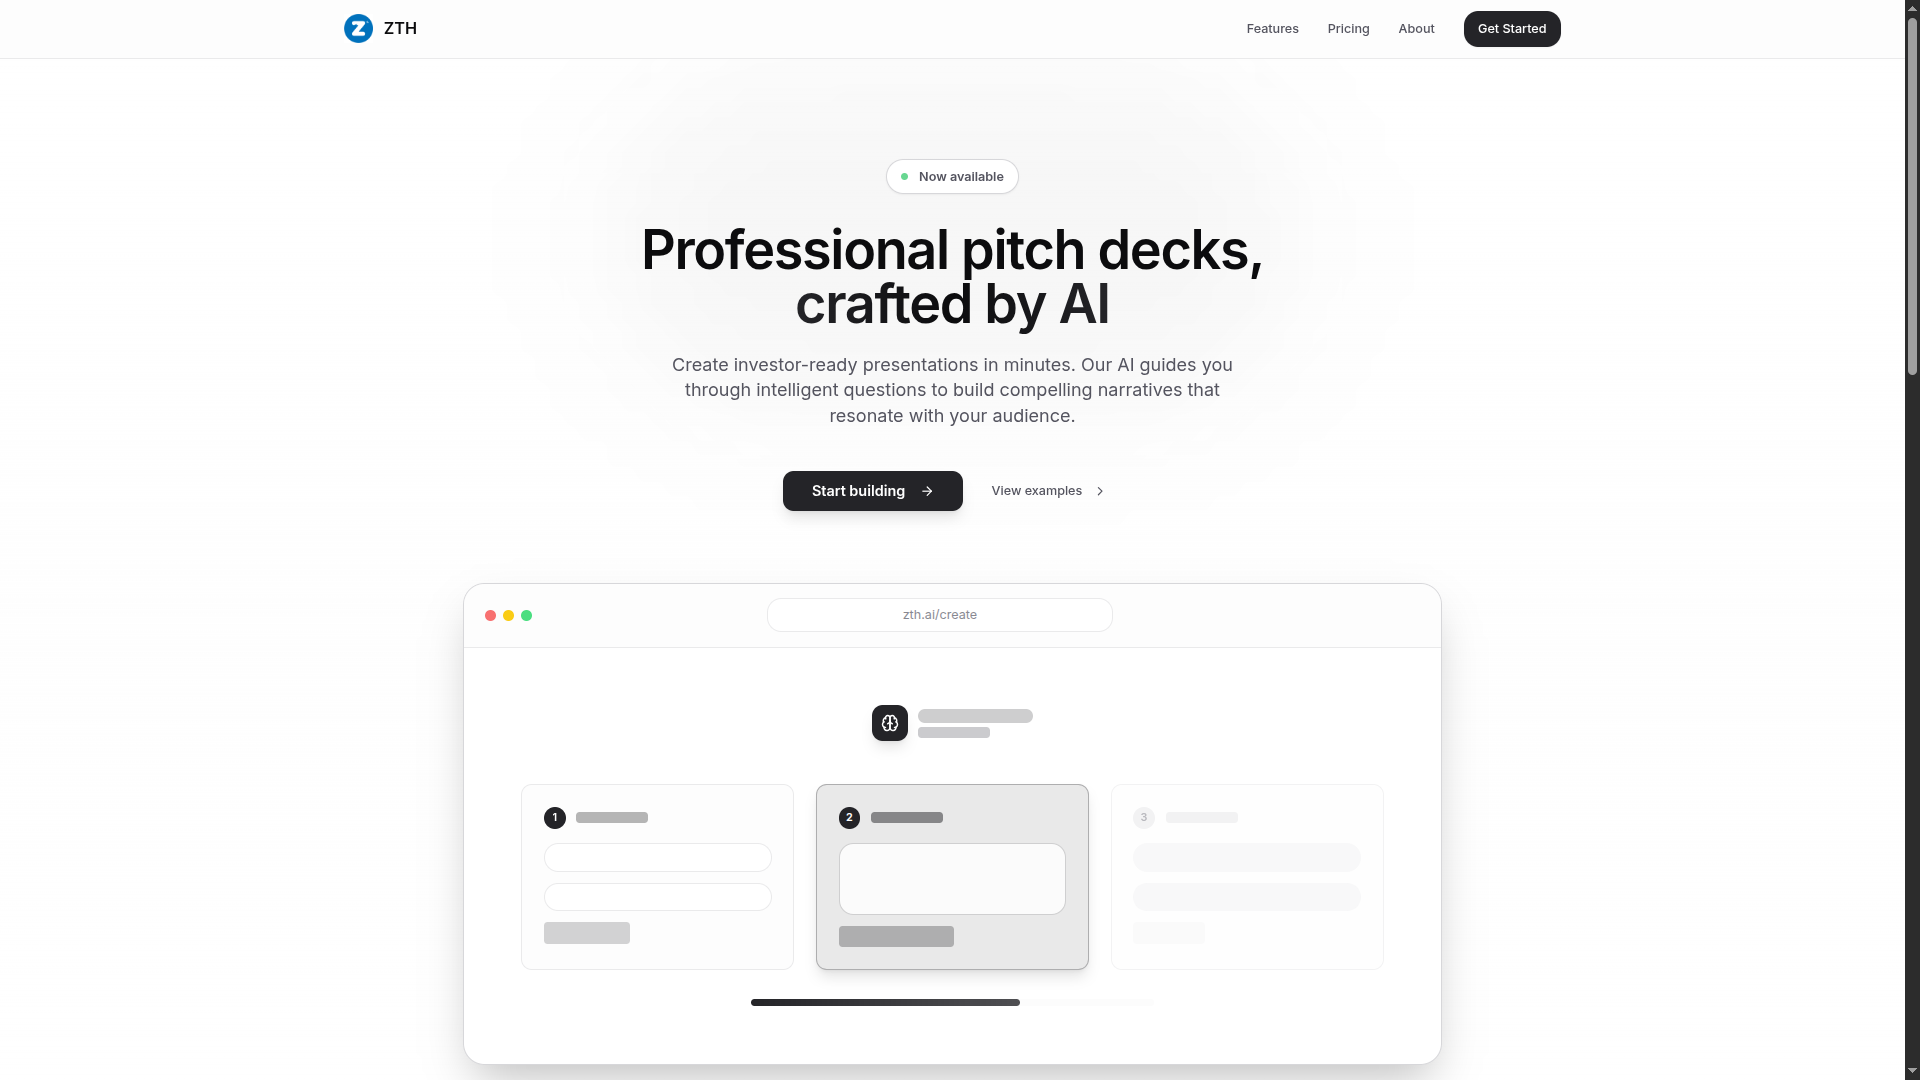 ZTH
Features
Pricing
About
Get Started
Now available
Professional pitch decks,
crafted by AI
Create investor-ready presentations in minutes. Our AI guides you
through intelligent questions to build compelling narratives that
resonate with your audience.
Start building
View examples
zth.ai/create
1
2
3